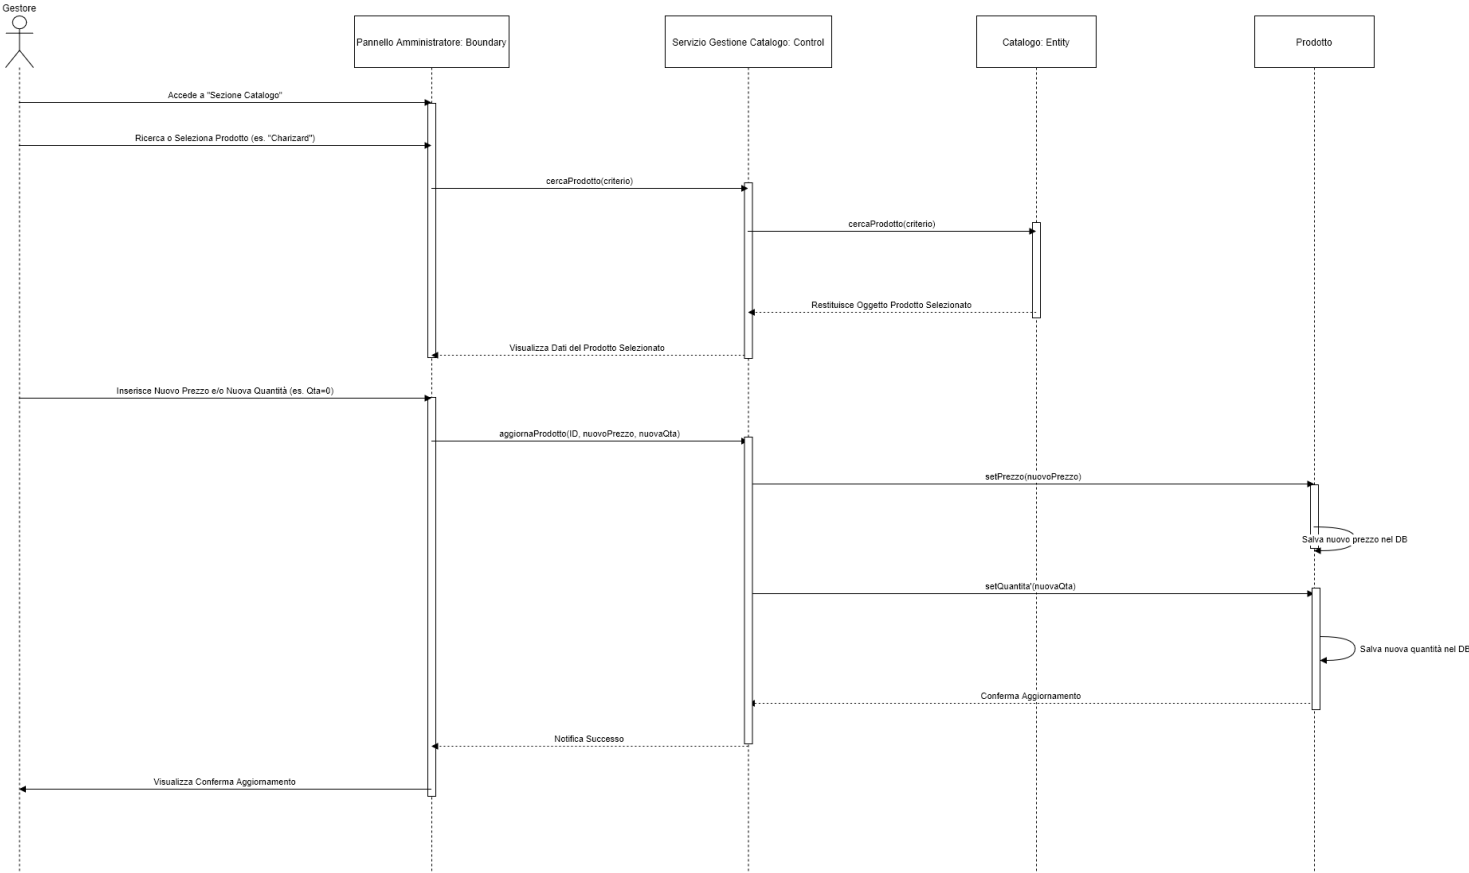 Gestore
Pannello Amministratore: Boundary
Servizio Gestione Catalogo: Control
Catalogo: Entity
Prodotto
Accede a "Sezione Catalogo"
Ricerca o Seleziona Prodotto (es. "Charizard")
cercaProdotto(criterio)
cercaProdotto(criterio)
Restituisce Oggetto Prodotto Selezionato
Visualizza Dati del Prodotto Selezionato
Inserisce Nuovo Prezzo e/o Nuova Quantità (es. Qta=0)
aggiornaProdotto(ID, nuovoPrezzo, nuovaQta)
setPrezzo(nuovoPrezzo)
Salva nuovo prezzo nel DB
setQuantita'(nuovaQta)
Salva nuova quantità nel DB
Conferma Aggiornamento
Notifica Successo
Visualizza Conferma Aggiornamento